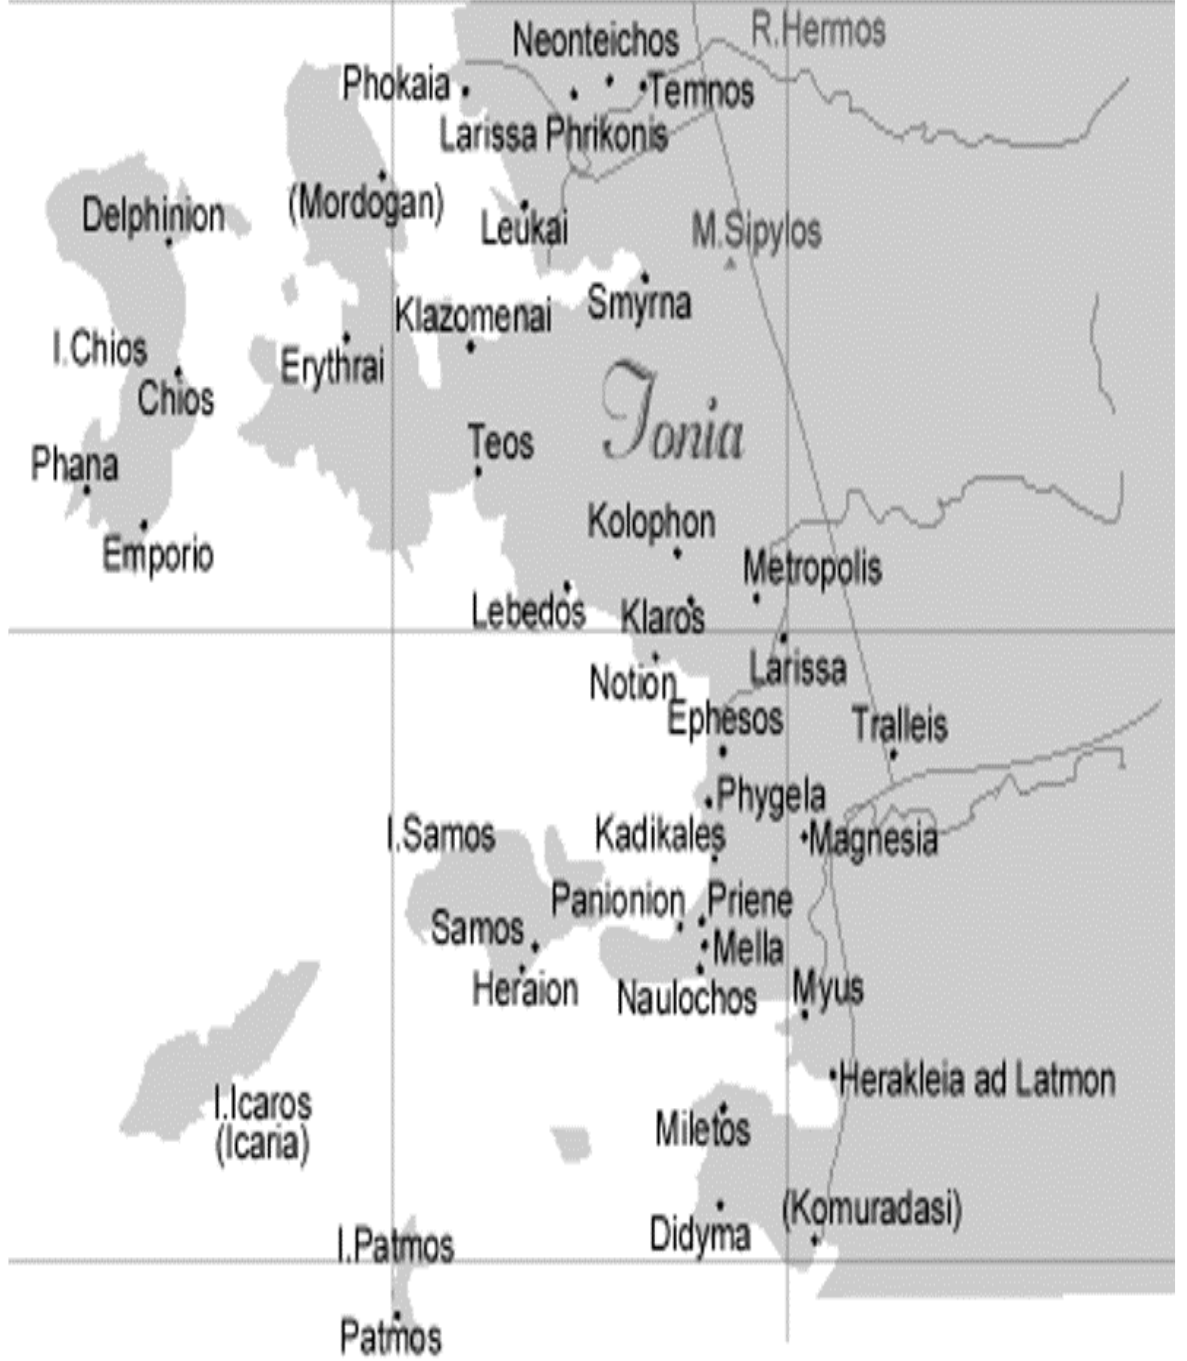 R.Hermos
Neonteichos
Phokaia
Temnos
Larissa Phrikonis
(Mordogan)
Delphinion
Leukai
M.Sipylos
Smyrna
Klazomenai
I.Chios
Erythrai
Chios
Ionia
Teos
Phana
Kolophon
Emporio
Metropolis
Lebedos
Klaros
Larissa
Notion
Ephesos
Tralleis
Phygela
I.Samos
Kadikales
Magnesia
Panionion
Priene
Samos
Mella
Heraion
Naulochos
Myus
Herakleia ad Latmon
I.Icaros
(Icaria)
Miletos
(Komuradasi)
Didyma
I.Patmos
Patmos